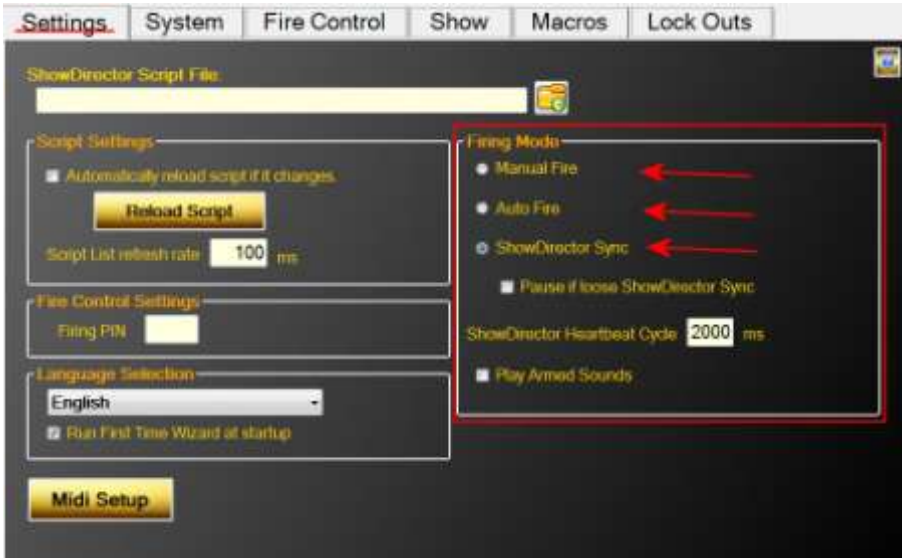 Settings System Fire Control Show Macros Lock Outs
ShowDirector Script File:
Script Settings
Automatically reload script if it changes.
Reload Script
Script List refresh rate 100 ms
Fire Control Settings
Firing PIN
Language Selection
English
Run First Time Wizard at startup
Midi Setup
Firing Mode
Manual Fire
Auto Fire
ShowDirector Sync
Pause if loose ShowDirector Sync
ShowDirector Heartbeat Cycle 2000 ms
Play Armed Sounds